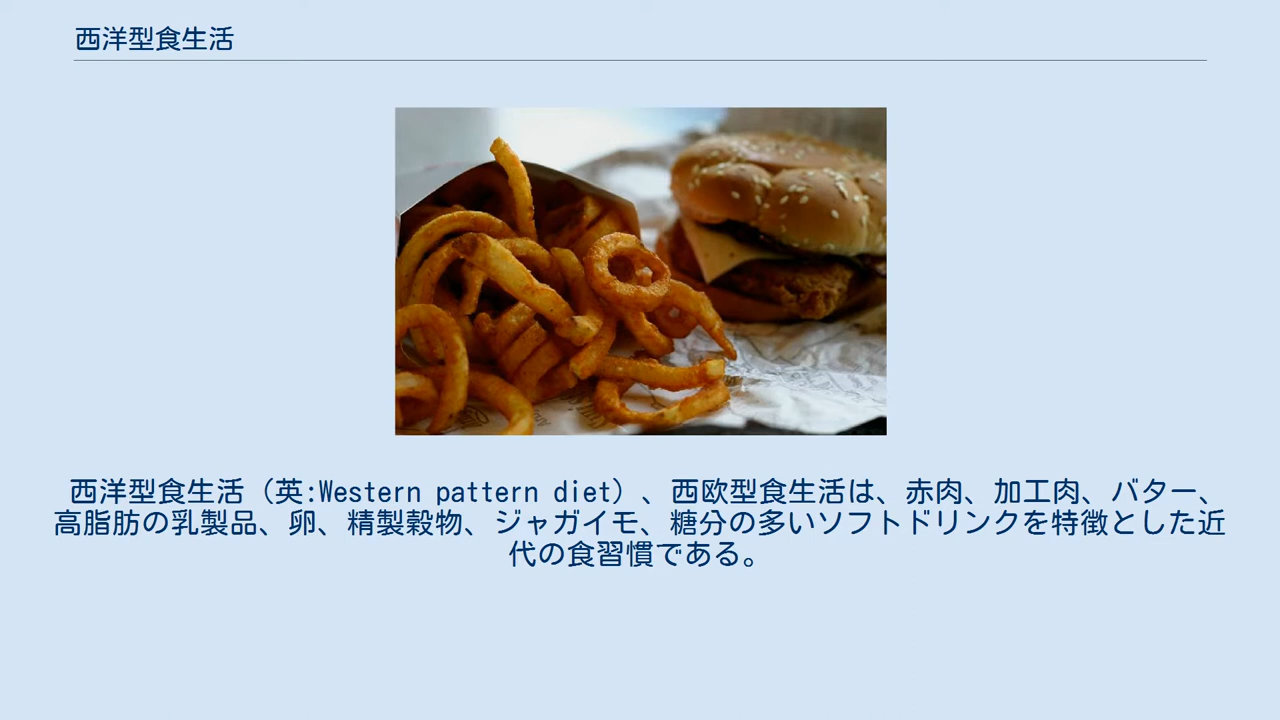 西洋型食生活
西洋型食生活（英:Western pattern diet）、西欧型食生活は、赤肉、加工肉、バター、
高脂肪の乳製品、卵、精製穀物、ジャガイモ、糖分の多いソフトドリンクを特徴とした近
代の食習慣である。